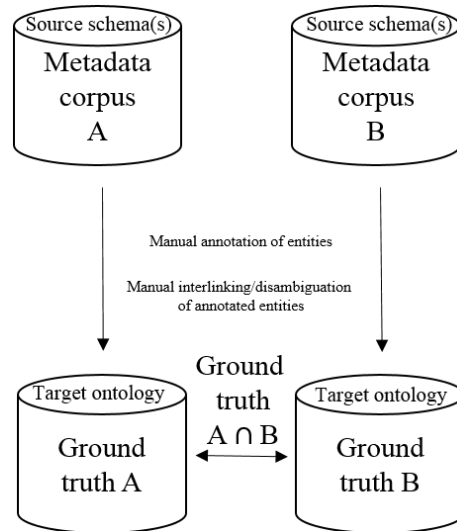 Source schema(s)
Metadata
corpus
A
Source schema(s)
Metadata
corpus
B
Manual annotation of entities
Manual interlinking/disambiguation
of annotated entities
Ground
truth
A ∩ B
Target ontology
Ground
truth A
Target ontology
Ground
truth B